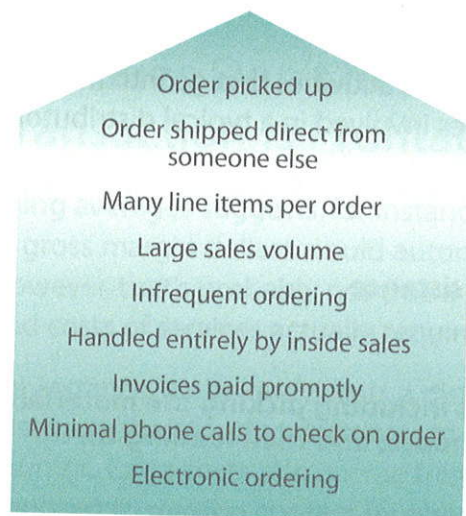 Order picked up
Order shipped direct from
someone else
Many line items per order
Large sales volume
Infrequent ordering
Handled entirely by inside sales
Invoices paid promptly
Minimal phone calls to check on order
Electronic ordering